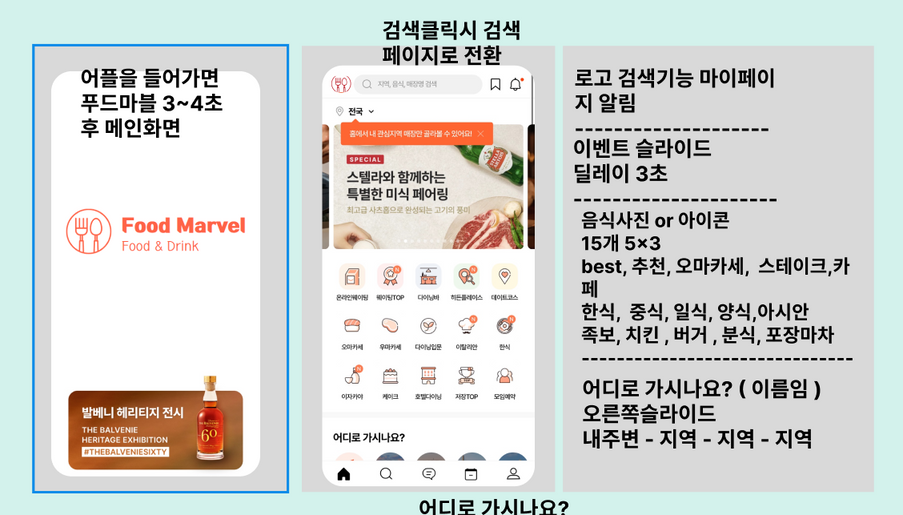 검색클릭시 검색
페이지로 전환
어플을 들어가면
푸드마블 3~4초
후 메인화면
Food Marvel
Food & Drink
발베니 헤리티지 전시
THE BALVENIE
HERITAGE EXHIBITION
#THEBALVENIESIXTY
60
지역, 음식, 매장명 검색
전국
홈에서 내 관심지역 매장만 골라볼 수 있어요!
SPECIAL
스텔라와 함께하는
특별한 미식 페어링
최고급 샤츠홈으로 완성되는 고기의 풍미
온라인웨이팅 웨이팅TOP 다이닝바 히든플레이스 데이트코스
오마카세 우마카세 다이닝입문 이탈리안 한식
이자카야 케이크 호텔다이닝 저장TOP 모임예약
어디로 가시나요?
로고 검색기능 마이페이
지 알림
--------------------
이벤트 슬라이드
딜레이 3초
---------------------
음식사진 or 아이콘
15개 5×3
best, 추천, 오마카세, 스테이크,카
페
한식, 중식, 일식, 양식,아시안
족보, 치킨 , 버거 , 분식, 포장마차
----------------------------
어디로 가시나요? ( 이름임 )
오른쪽슬라이드
내주변 - 지역 - 지역 - 지역
어디로 가시나요?